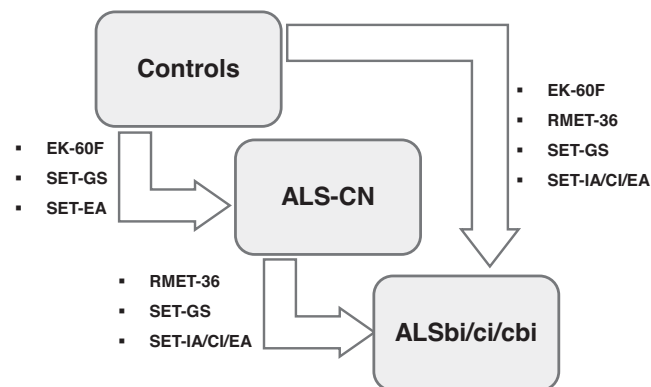 Controls
▪ EK-60F
▪ SET-GS
▪ SET-EA
▪ EK-60F
▪ RMET-36
▪ SET-GS
▪ SET-IA/CI/EA
ALS-CN
▪ RMET-36
▪ SET-GS
▪ SET-IA/CI/EA
ALSbi/ci/cbi